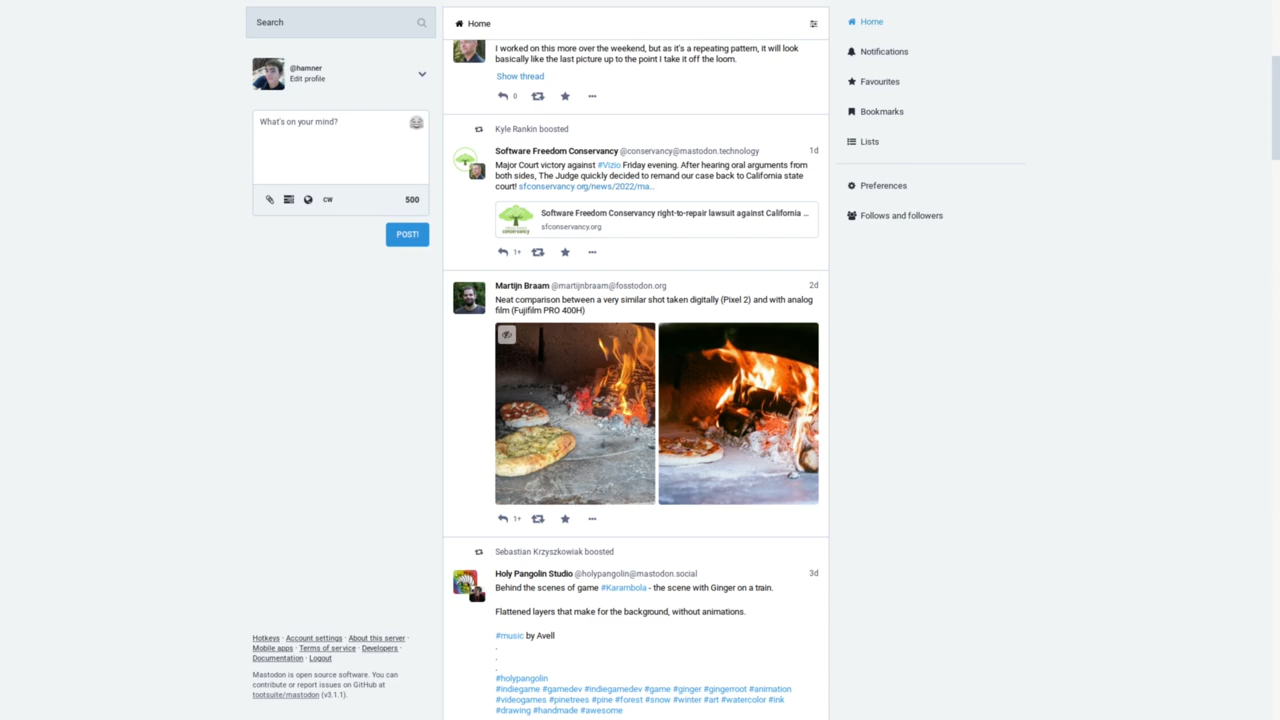 Search
@hamner
Edit profile
What's on your mind?
CW
500
POST!
Hotkeys · Account settings · About this server ·
Mobile apps · Terms of service · Developers ·
Documentation · Logout
Mastodon is open source software. You can
contribute or report issues on GitHub at
tootsuite/mastodon (v3.1.1).
Home
I worked on this more over the weekend, but as it's a repeating pattern, it will look
basically like the last picture up to the point I take it off the loom.
Show thread
0
Kyle Rankin boosted
Software Freedom Conservancy @conservancy@mastodon.technology 1d
Major Court victory against #Vizio Friday evening. After hearing oral arguments from
both sides, The Judge quickly decided to remand our case back to California state
court! sfconservancy.org/news/2022/ma...
Software Freedom Conservancy right-to-repair lawsuit against California ...
sfconservancy.org
1+
Martijn Braam @martijnbraam@fosstodon.org 2d
Neat comparison between a very similar shot taken digitally (Pixel 2) and with analog
film (Fujifilm PRO 400H)
1+
Sebastian Krzyszkowiak boosted
Holy Pangolin Studio @holypangolin@mastodon.social 3d
Behind the scenes of game #Karambola - the scene with Ginger on a train.
Flattened layers that make for the background, without animations.
#music by Avell
.
.
.
#holypangolin
#indiegame #gamedev #indiegamedev #game #ginger #gingerroot #animation
#videogames #pinetrees #pine #forest #snow #winter #art #watercolor #ink
#drawing #handmade #awesome
Home
Notifications
Favourites
Bookmarks
Lists
Preferences
Follows and followers